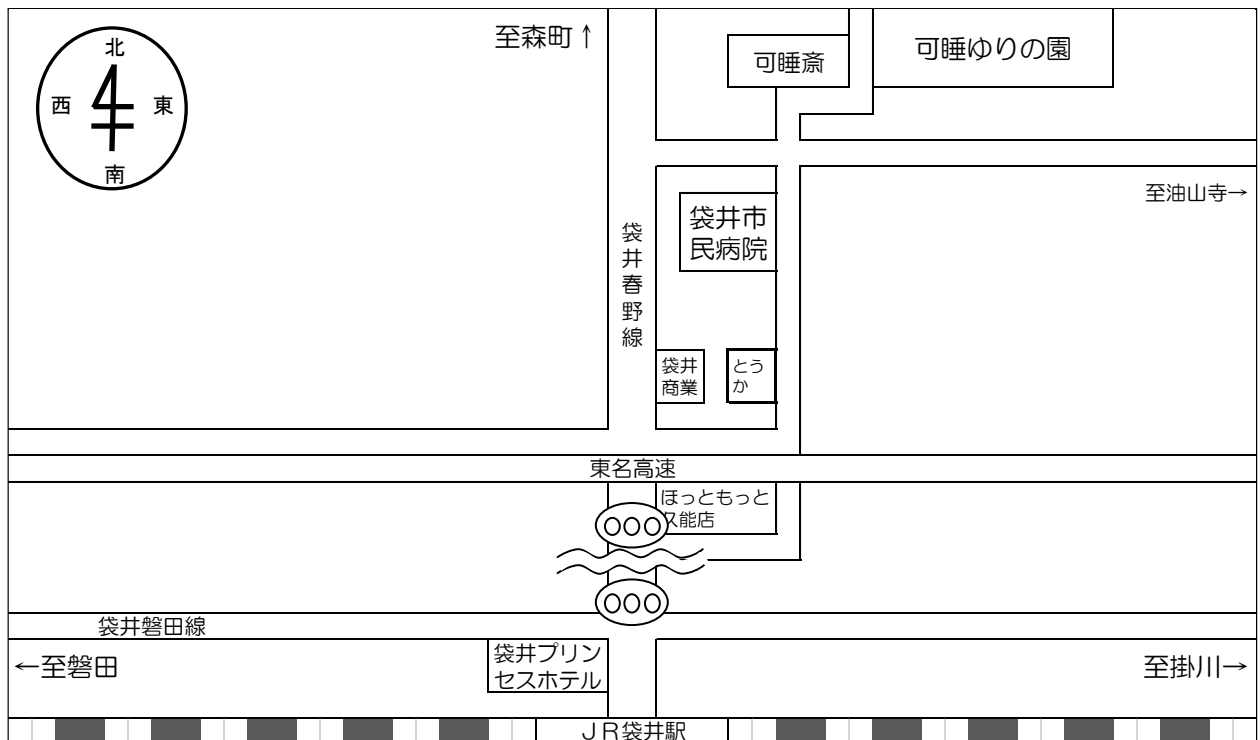 至森町↑
北
西
東
南
可睡斎
可睡ゆりの園
至油山寺→
袋井市
民病院
袋井春野線
袋井
商業
とう
か
東名高速
ほっともっと
久能店
袋井磐田線
←至磐田
袋井プリン
セスホテル
至掛川→
ＪＲ袋井駅